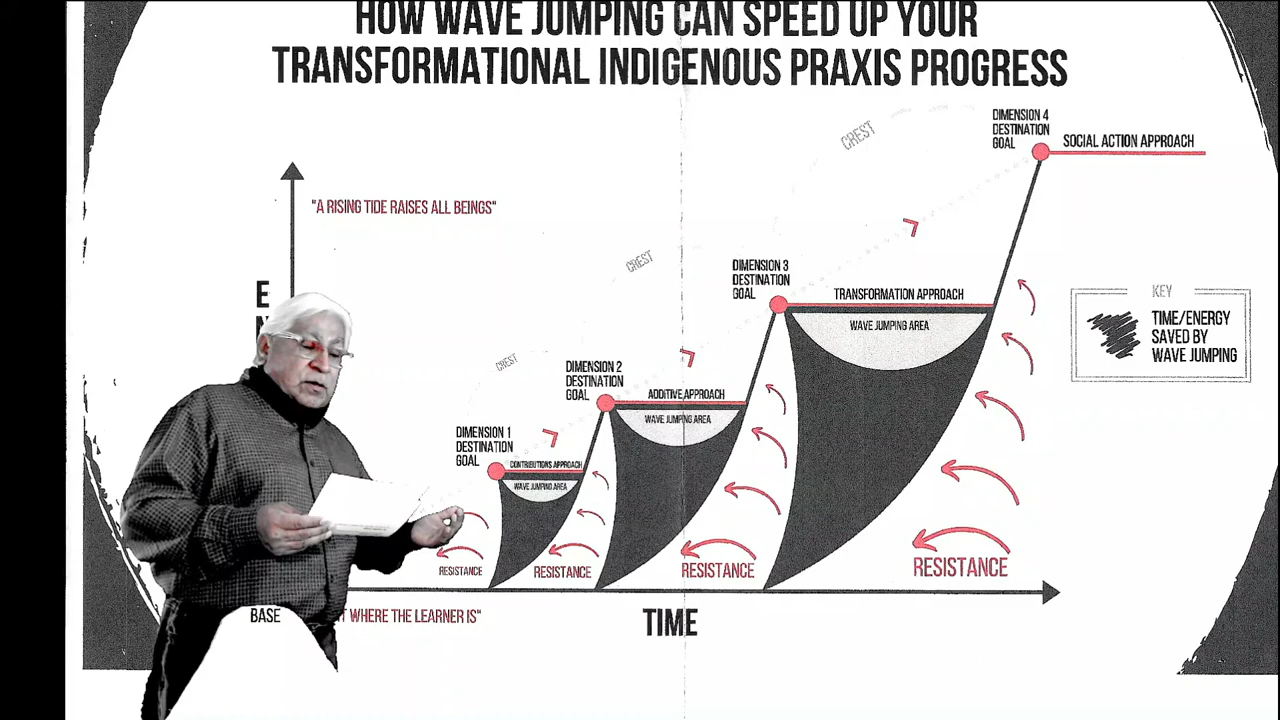 HOW WAVE JUMPING CAN SPEED UP YOUR
TRANSFORMATIONAL INDIGENOUS PRAXIS PROGRESS
DIMENSION 4
DESTINATION
GOAL
SOCIAL ACTION APPROACH
CREST
"A RISING TIDE RAISES ALL BEINGS"
CREST
DIMENSION 3
DESTINATION
GOAL
TRANSFORMATION APPROACH
WAVE JUMPING AREA
KEY
TIME/ENERGY
SAVED BY
WAVE JUMPING
E
N
CREST
DIMENSION 2
DESTINATION
GOAL
ADDITIVE APPROACH
WAVE JUMPING AREA
DIMENSION 1
DESTINATION
GOAL
CONTRIBUTIONS APPROACH
WAVE JUMPING AREA
RESISTANCE
RESISTANCE
RESISTANCE
RESISTANCE
BASE
WHERE THE LEARNER IS"
TIME